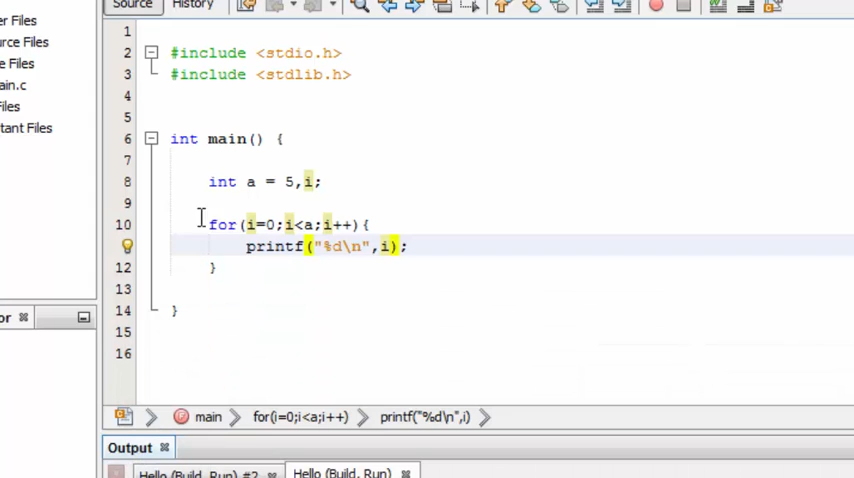 Source History
er Files
urce Files
e Files
ain.c
Files
tant Files
1
2 #include <stdio.h>
3 #include <stdlib.h>
4
5
6 int main() {
7
8 int a = 5,i;
9
10 for(i=0;i<a;i++){
printf("%d\n",i);
12 }
13
14 }
15
16
or
main for(i=0;i<a;i++) printf("%d\n",i)
Output
Hello (Build, Run) #2 Hello (Build, Run)